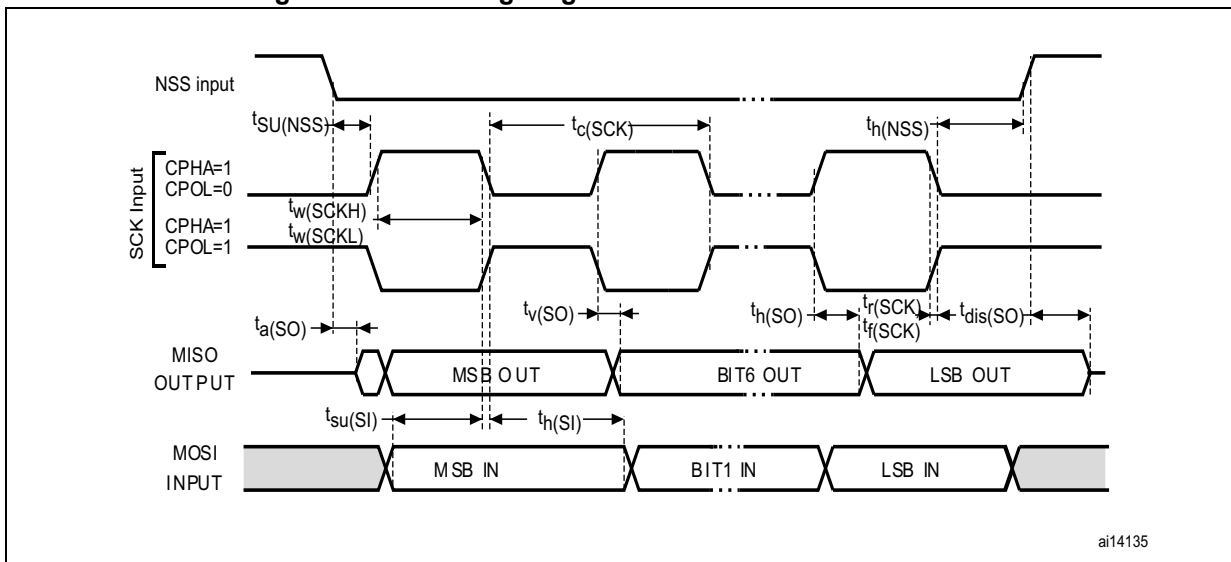 NSS input
tSU(NSS)
tc(SCK)
th(NSS)
SCK Input
CPHA=1
CPOL=0
tw(SCKH)
CPHA=1
tw(SCKL)
CPOL=1
ta(SO)
tv(SO)
th(SO)
tr(SCK)
tf(SCK)
tdis(SO)
MISO
OUTPUT
MSB OUT
BIT6 OUT
LSB OUT
tsu(SI)
th(SI)
MOSI
INPUT
MSB IN
BIT1 IN
LSB IN
ai14135